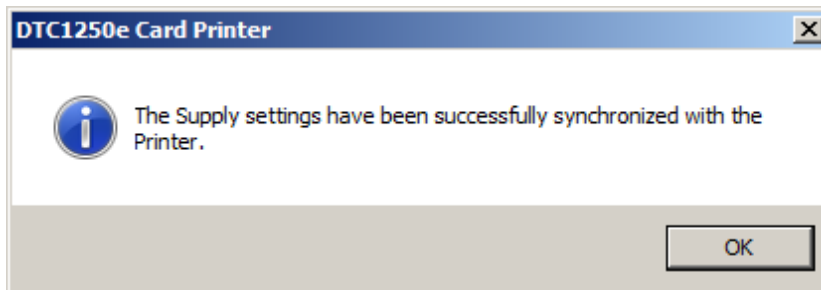 DTC1250e Card Printer
The Supply settings have been successfully synchronized with the
Printer.
OK